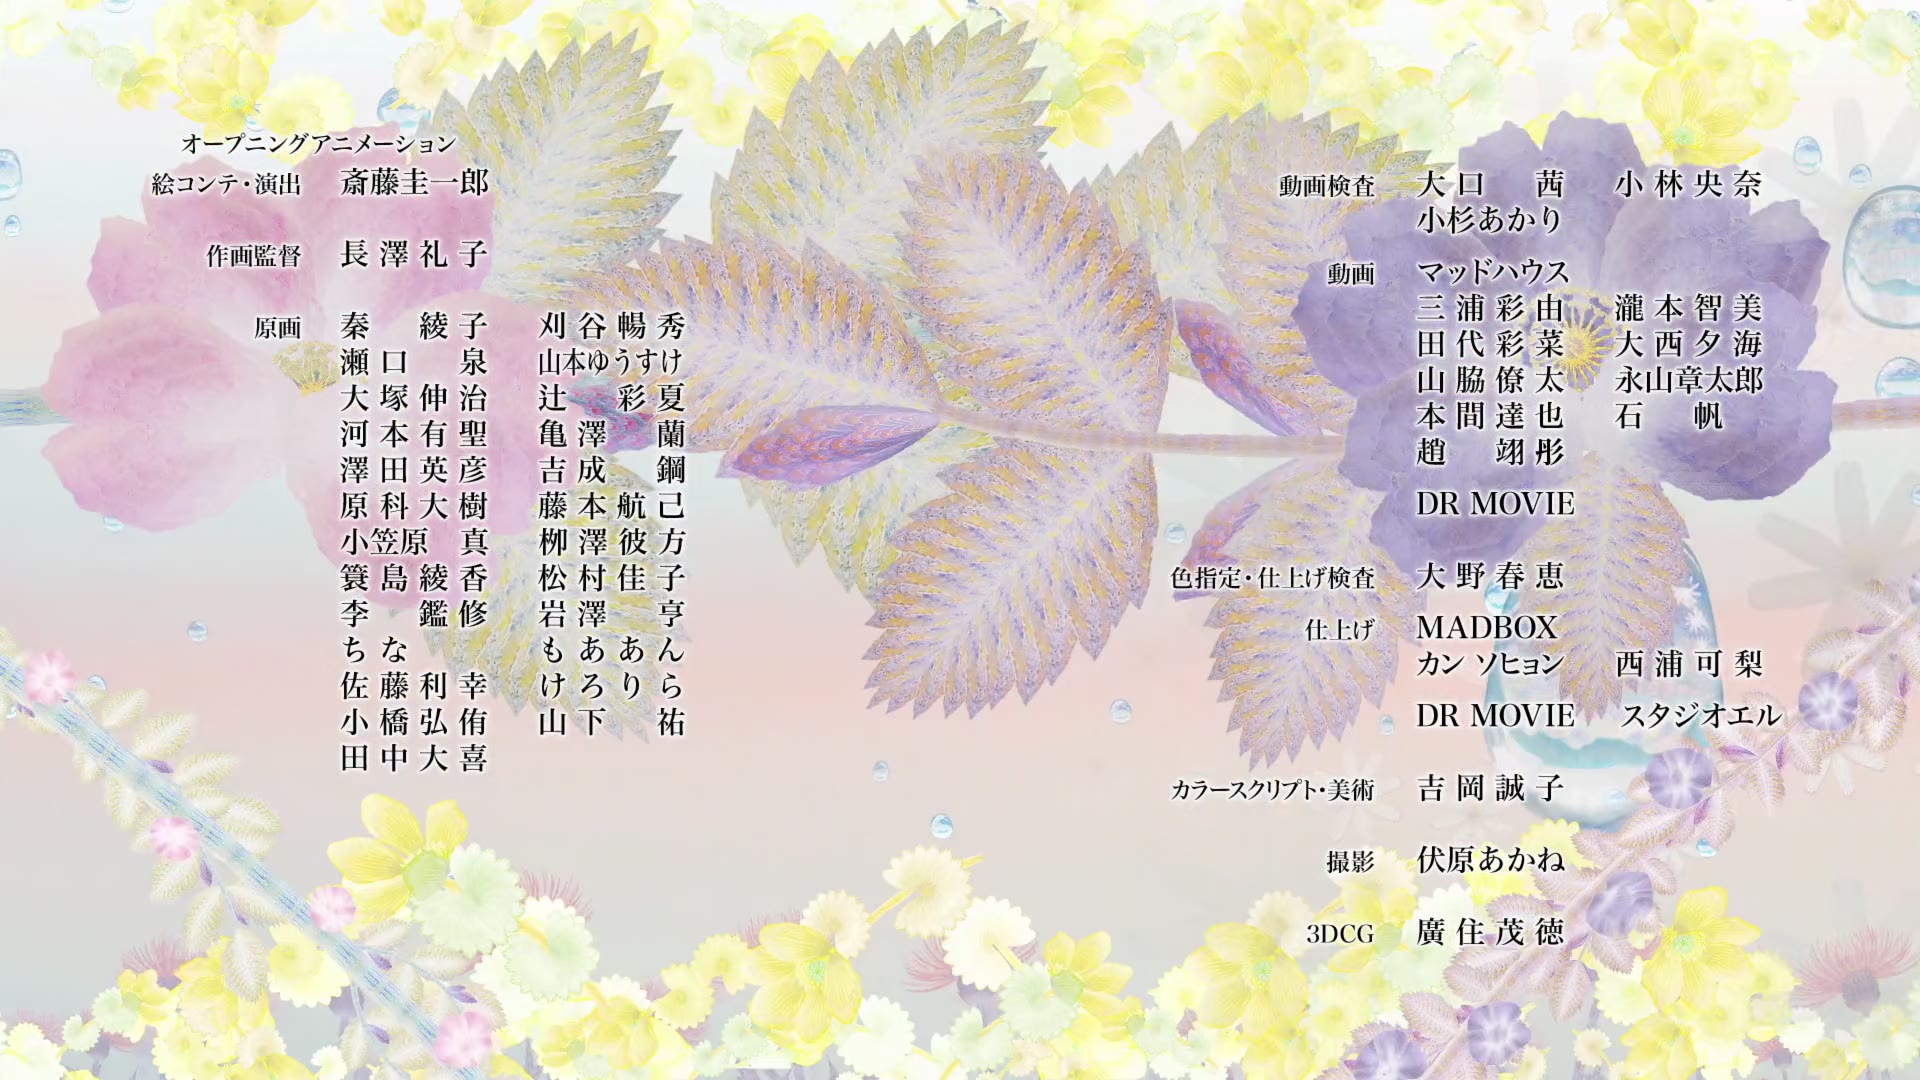 オープニングアニメーション
絵コンテ・演出 斎藤圭一郎
作画監督 長澤礼子
原画 秦綾子 刈谷暢秀
瀬口泉 山本ゆうすけ
大塚伸治 辻彩夏
河本有聖 亀澤蘭
澤田英彦 吉成鋼
原科大樹 藤本航己
小笠原真 栁澤彼方
簑島綾香 松村佳子
李鑑修 岩澤亨
ちな もああん
佐藤利幸 けろりら
小橋弘侑 山下祐
田中大喜
動画検査 大口茜 小林央奈
小杉あかり
動画 マッドハウス
三浦彩由 瀧本智美
田代彩菜 大西夕海
山脇僚太 永山章太郎
本間達也 石帆
趙翊彤
DR MOVIE
色指定・仕上げ検査 大野春恵
仕上げ MADBOX
カン ソヒョン 西浦可梨
DR MOVIE スタジオエル
カラースクリプト・美術 吉岡誠子
撮影 伏原あかね
3DCG 廣住茂徳